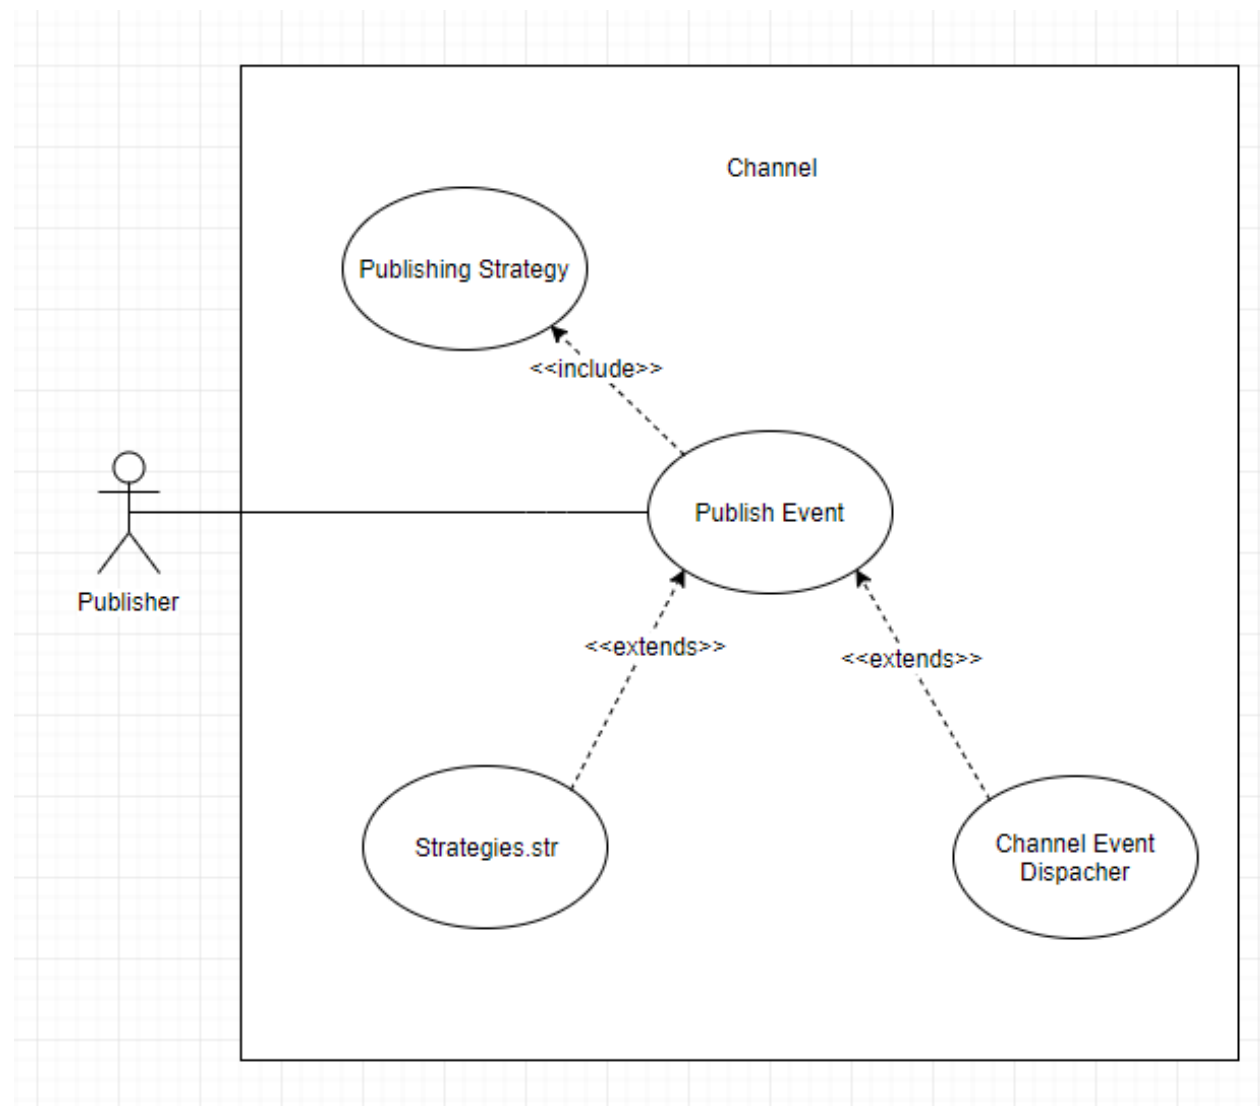 Channel
Publishing Strategy
<<include>>
Publish Event
Publisher
<<extends>>
<<extends>>
Strategies.str
Channel Event
Dispacher